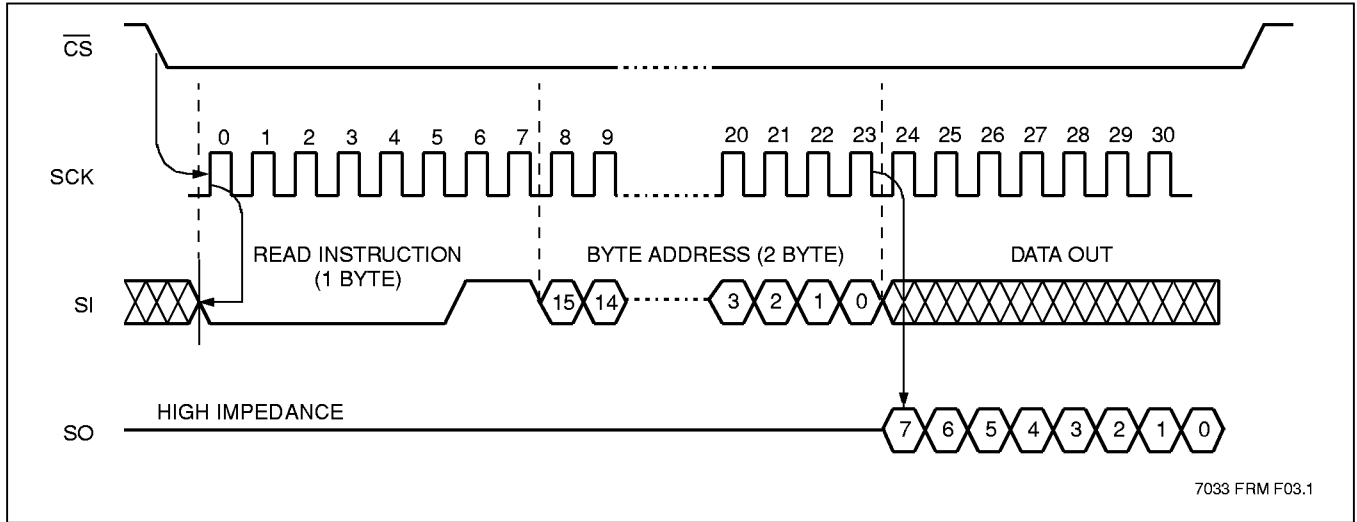 CS
0 1 2 3 4 5 6 7 8 9 20 21 22 23 24 25 26 27 28 29 30
SCK
READ INSTRUCTION
(1 BYTE)
BYTE ADDRESS (2 BYTE)
DATA OUT
SI
15 14 3 2 1 0
HIGH IMPEDANCE
SO
7 6 5 4 3 2 1 0
7033 FRM F03.1